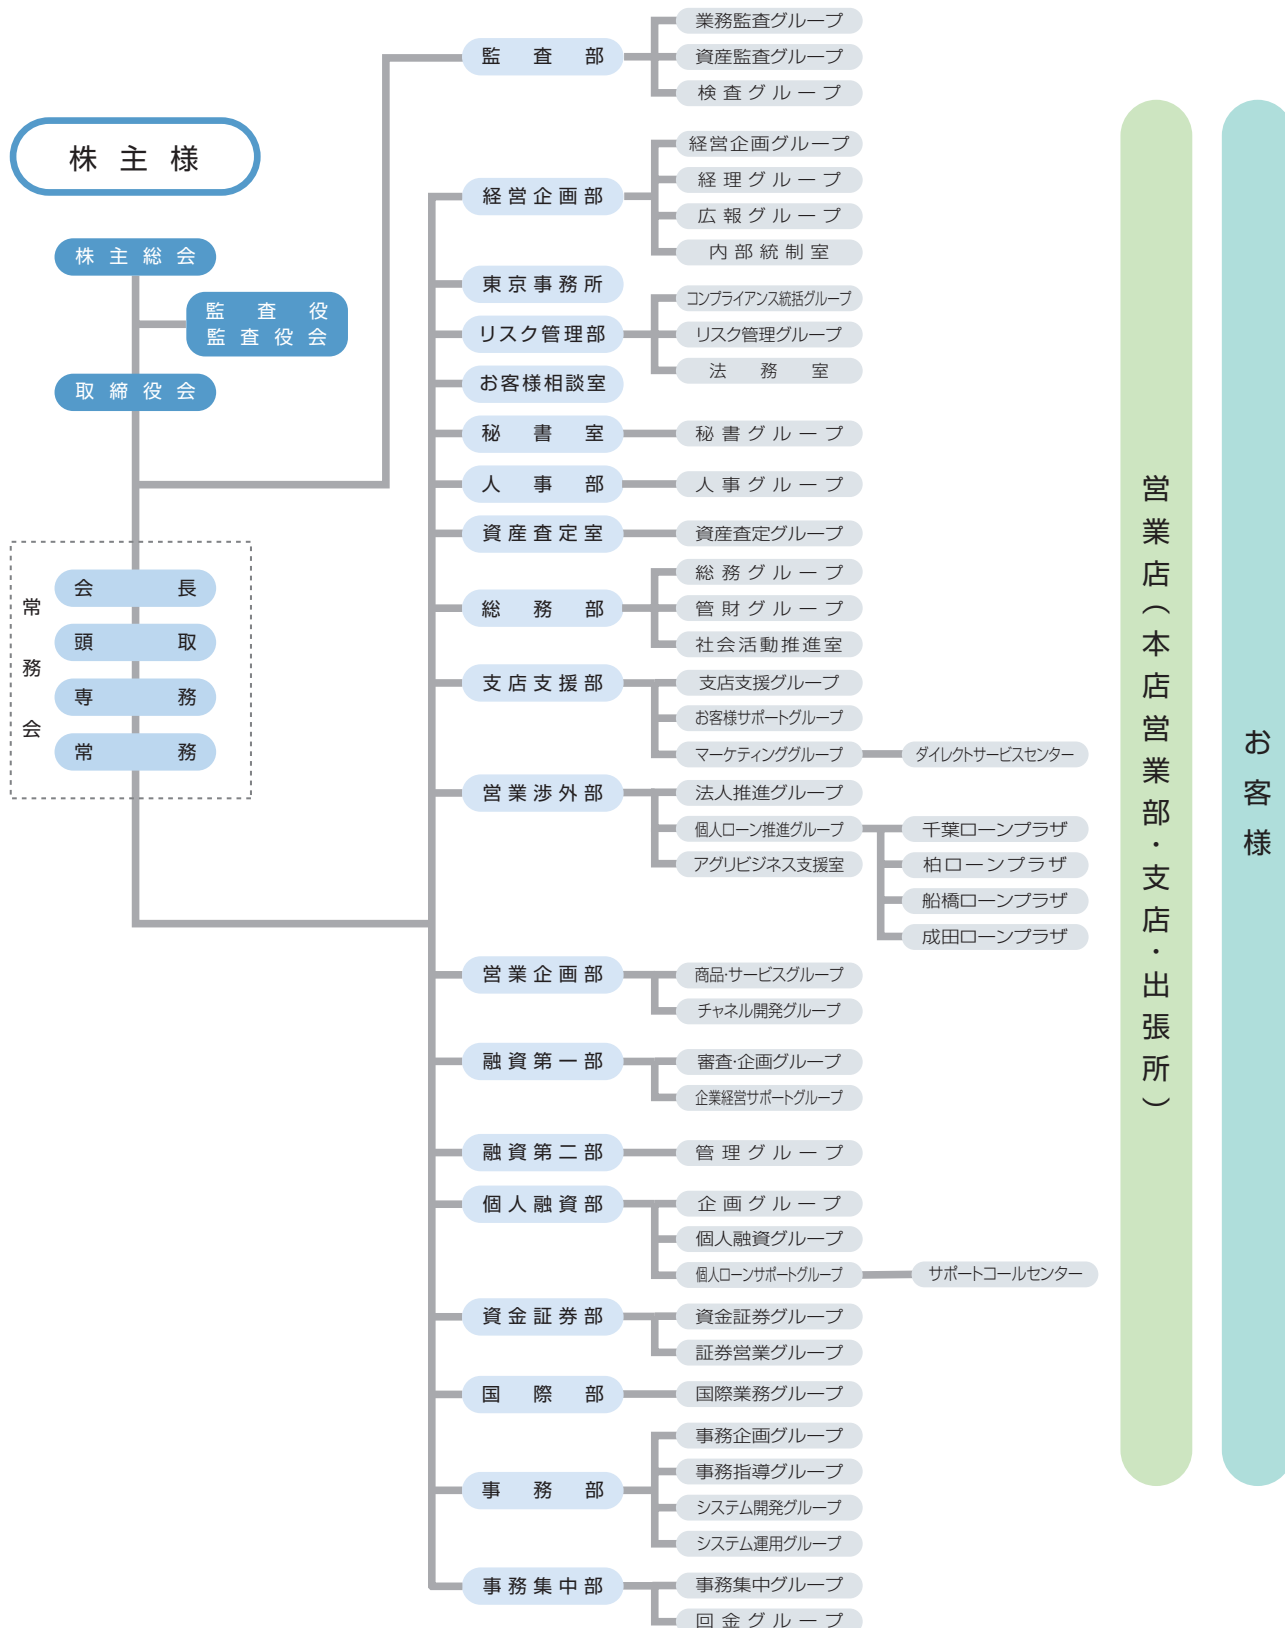 株主様
株主総会
監査役
監査役会
取締役会
常務会
会長
頭取
専務
常務
監査部
業務監査グループ
資産監査グループ
検査グループ
経営企画部
経営企画グループ
経理グループ
広報グループ
内部統制室
東京事務所
リスク管理部
コンプライアンス統括グループ
リスク管理グループ
法務室
お客様相談室
秘書室
秘書グループ
人事部
人事グループ
資産査定室
資産査定グループ
総務部
総務グループ
管財グループ
社会活動推進室
支店支援部
支店支援グループ
お客様サポートグループ
マーケティンググループ
ダイレクトサービスセンター
営業渉外部
法人推進グループ
個人ローン推進グループ
千葉ローンプラザ
柏ローンプラザ
船橋ローンプラザ
成田ローンプラザ
アグリビジネス支援室
営業企画部
商品・サービスグループ
チャネル開発グループ
融資第一部
審査・企画グループ
企業経営サポートグループ
融資第二部
管理グループ
個人融資部
企画グループ
個人融資グループ
個人ローンサポートグループ
サポートコールセンター
資金証券部
資金証券グループ
証券営業グループ
国際部
国際業務グループ
事務部
事務企画グループ
事務指導グループ
システム開発グループ
システム運用グループ
事務集中部
事務集中グループ
回金グループ
営業店（本店営業部・支店・出張所）
お客様